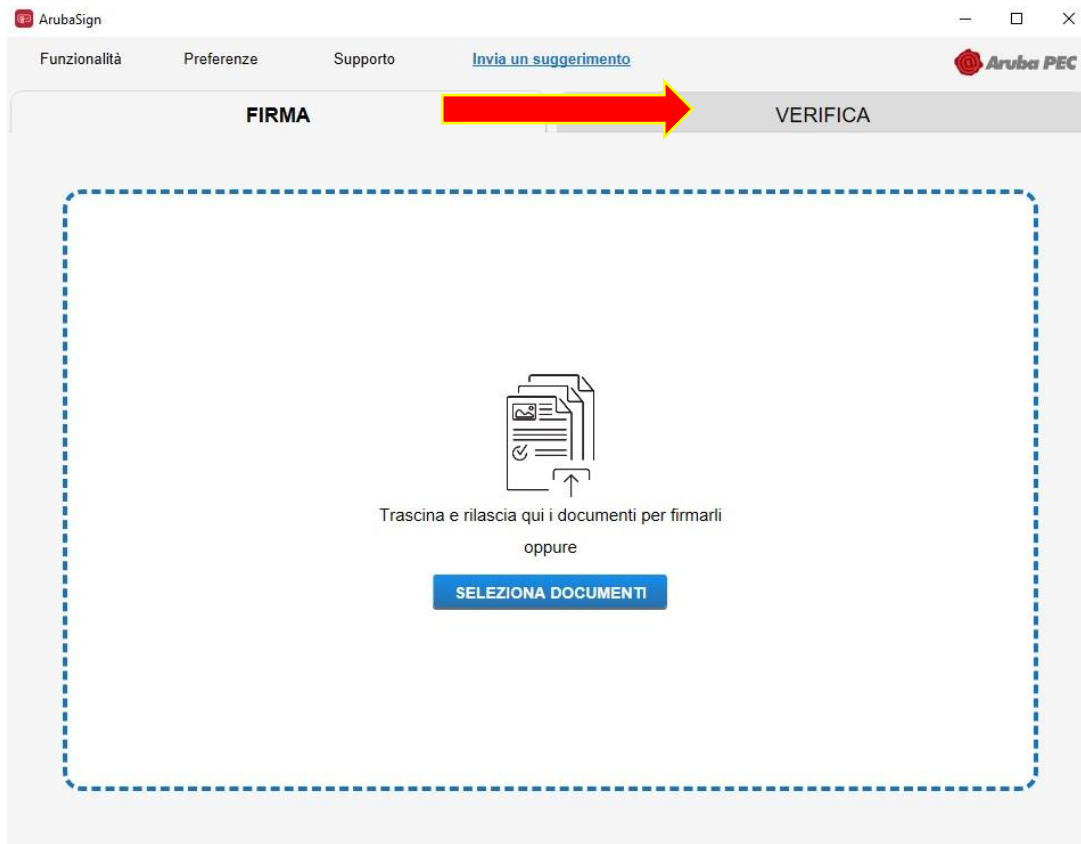 ArubaSign
Funzionalità Preferenze Supporto Invia un suggerimento Aruba PEC
FIRMA VERIFICA
Trascina e rilascia qui i documenti per firmarli
oppure
SELEZIONA DOCUMENTI